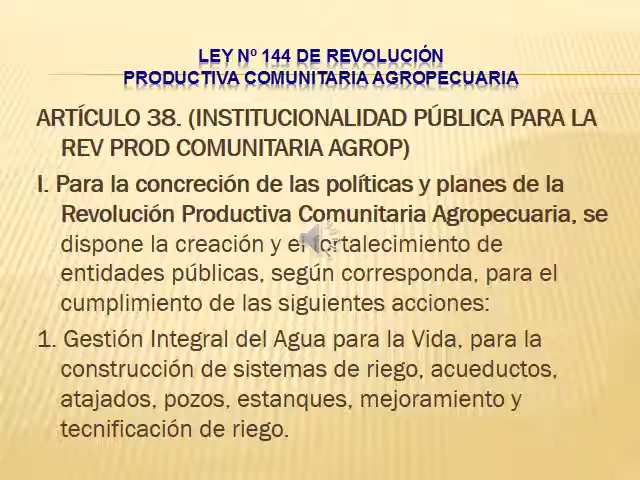 LEY Nº 144 DE REVOLUCIÓN
PRODUCTIVA COMUNITARIA AGROPECUARIA
ARTÍCULO 38. (INSTITUCIONALIDAD PÚBLICA PARA LA
REV PROD COMUNITARIA AGROP)
I. Para la concreción de las políticas y planes de la
Revolución Productiva Comunitaria Agropecuaria, se
dispone la creación y el fortalecimiento de
entidades públicas, según corresponda, para el
cumplimiento de las siguientes acciones:
1. Gestión Integral del Agua para la Vida, para la
construcción de sistemas de riego, acueductos,
atajados, pozos, estanques, mejoramiento y
tecnificación de riego.